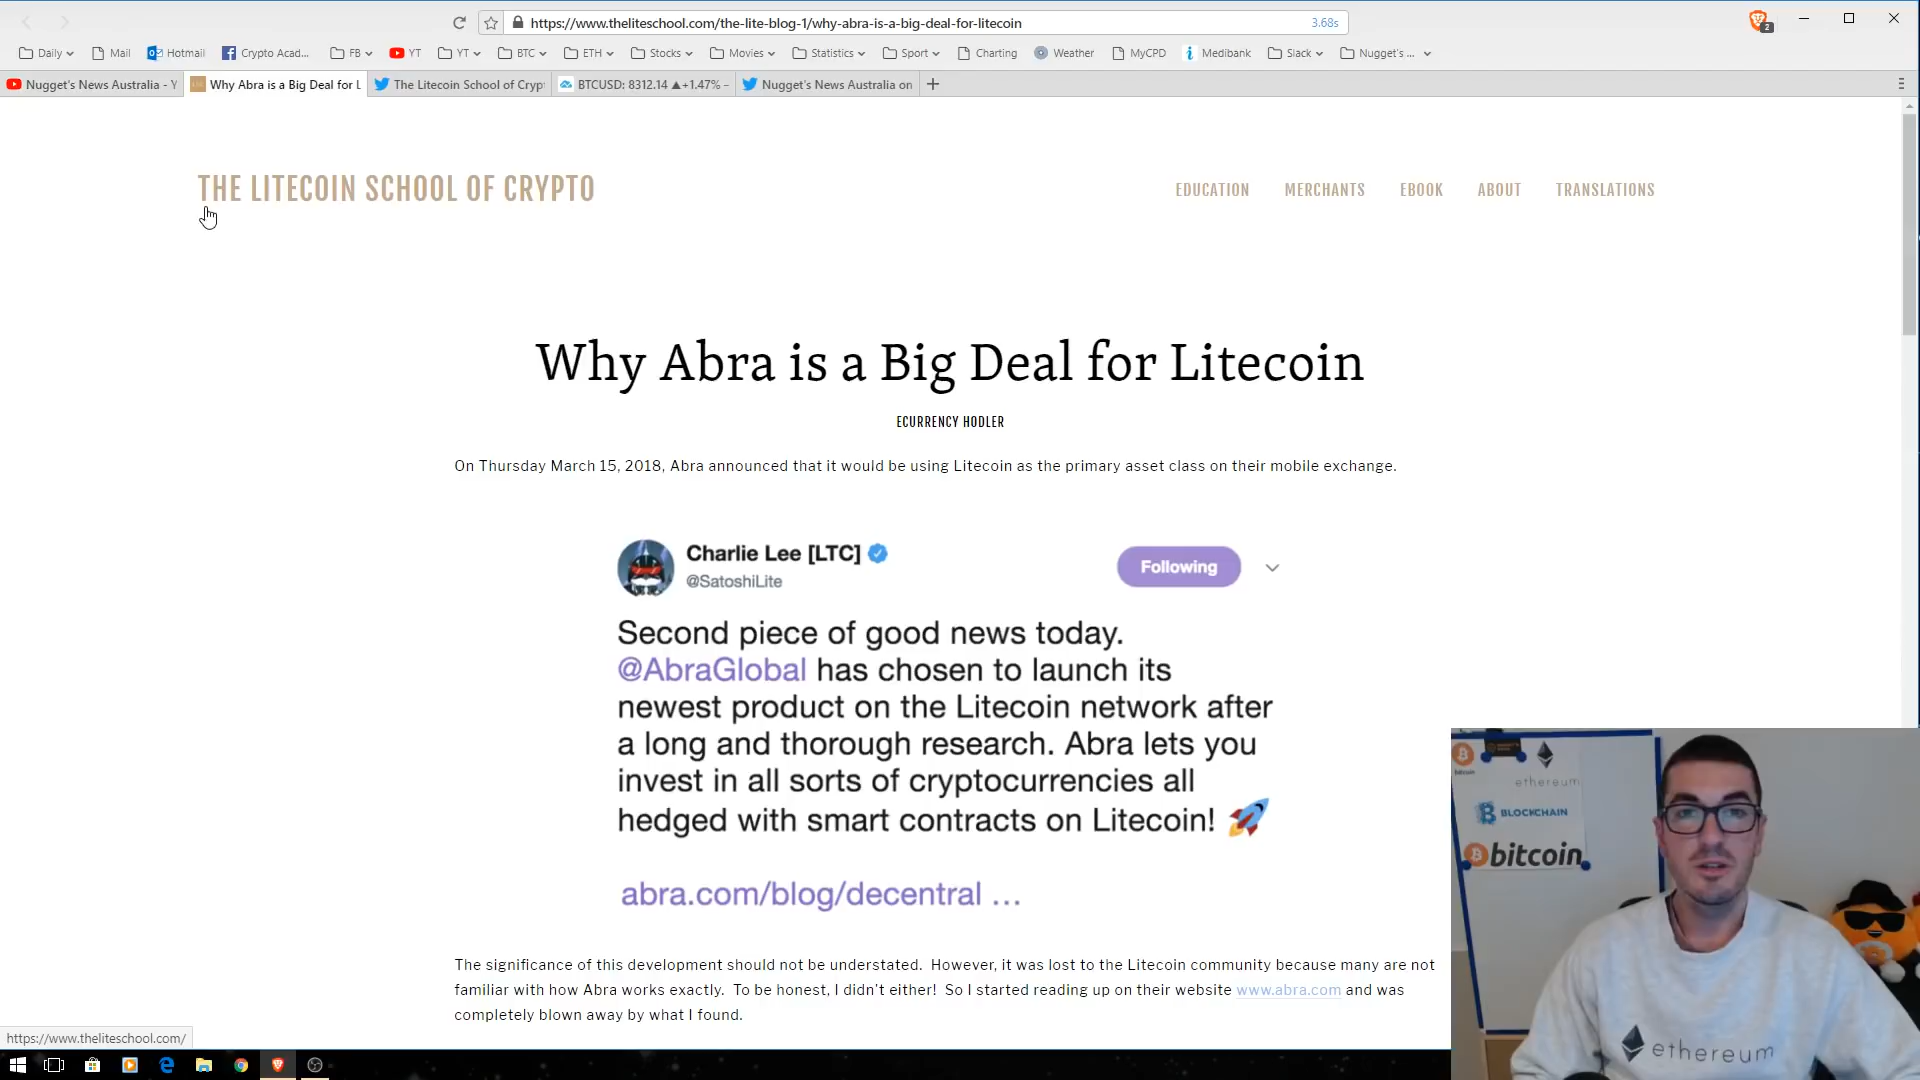 https://www.theliteschool.com/the-lite-blog-1/why-abra-is-a-big-deal-for-litecoin
3.68s
2
Daily
Mail
Hotmail
Crypto Acad...
FB
YT
YT
BTC
ETH
Stocks
Movies
Statistics
Sport
Charting
Weather
MyCPD
Medibank
Slack
Nugget's ...
Nugget's News Australia - Y
Why Abra is a Big Deal for L
The Litecoin School of Crypt
BTCUSD: 8312.14 ▲+1.47% –
Nugget's News Australia on
THE LITECOIN SCHOOL OF CRYPTO
EDUCATION
MERCHANTS
EBOOK
ABOUT
TRANSLATIONS
Why Abra is a Big Deal for Litecoin
ECURRENCY HODLER
On Thursday March 15, 2018, Abra announced that it would be using Litecoin as the primary asset class on their mobile exchange.
Charlie Lee [LTC]
@SatoshiLite
Following
Second piece of good news today.
@AbraGlobal has chosen to launch its
newest product on the Litecoin network after
a long and thorough research. Abra lets you
invest in all sorts of cryptocurrencies all
hedged with smart contracts on Litecoin! 🚀
abra.com/blog/decentral ...
The significance of this development should not be understated.  However, it was lost to the Litecoin community because many are not
familiar with how Abra works exactly.  To be honest, I didn't either!  So I started reading up on their website www.abra.com and was
completely blown away by what I found.
https://www.theliteschool.com/
bitcoin
ethereum
BLOCKCHAIN
bitcoin
ethereum